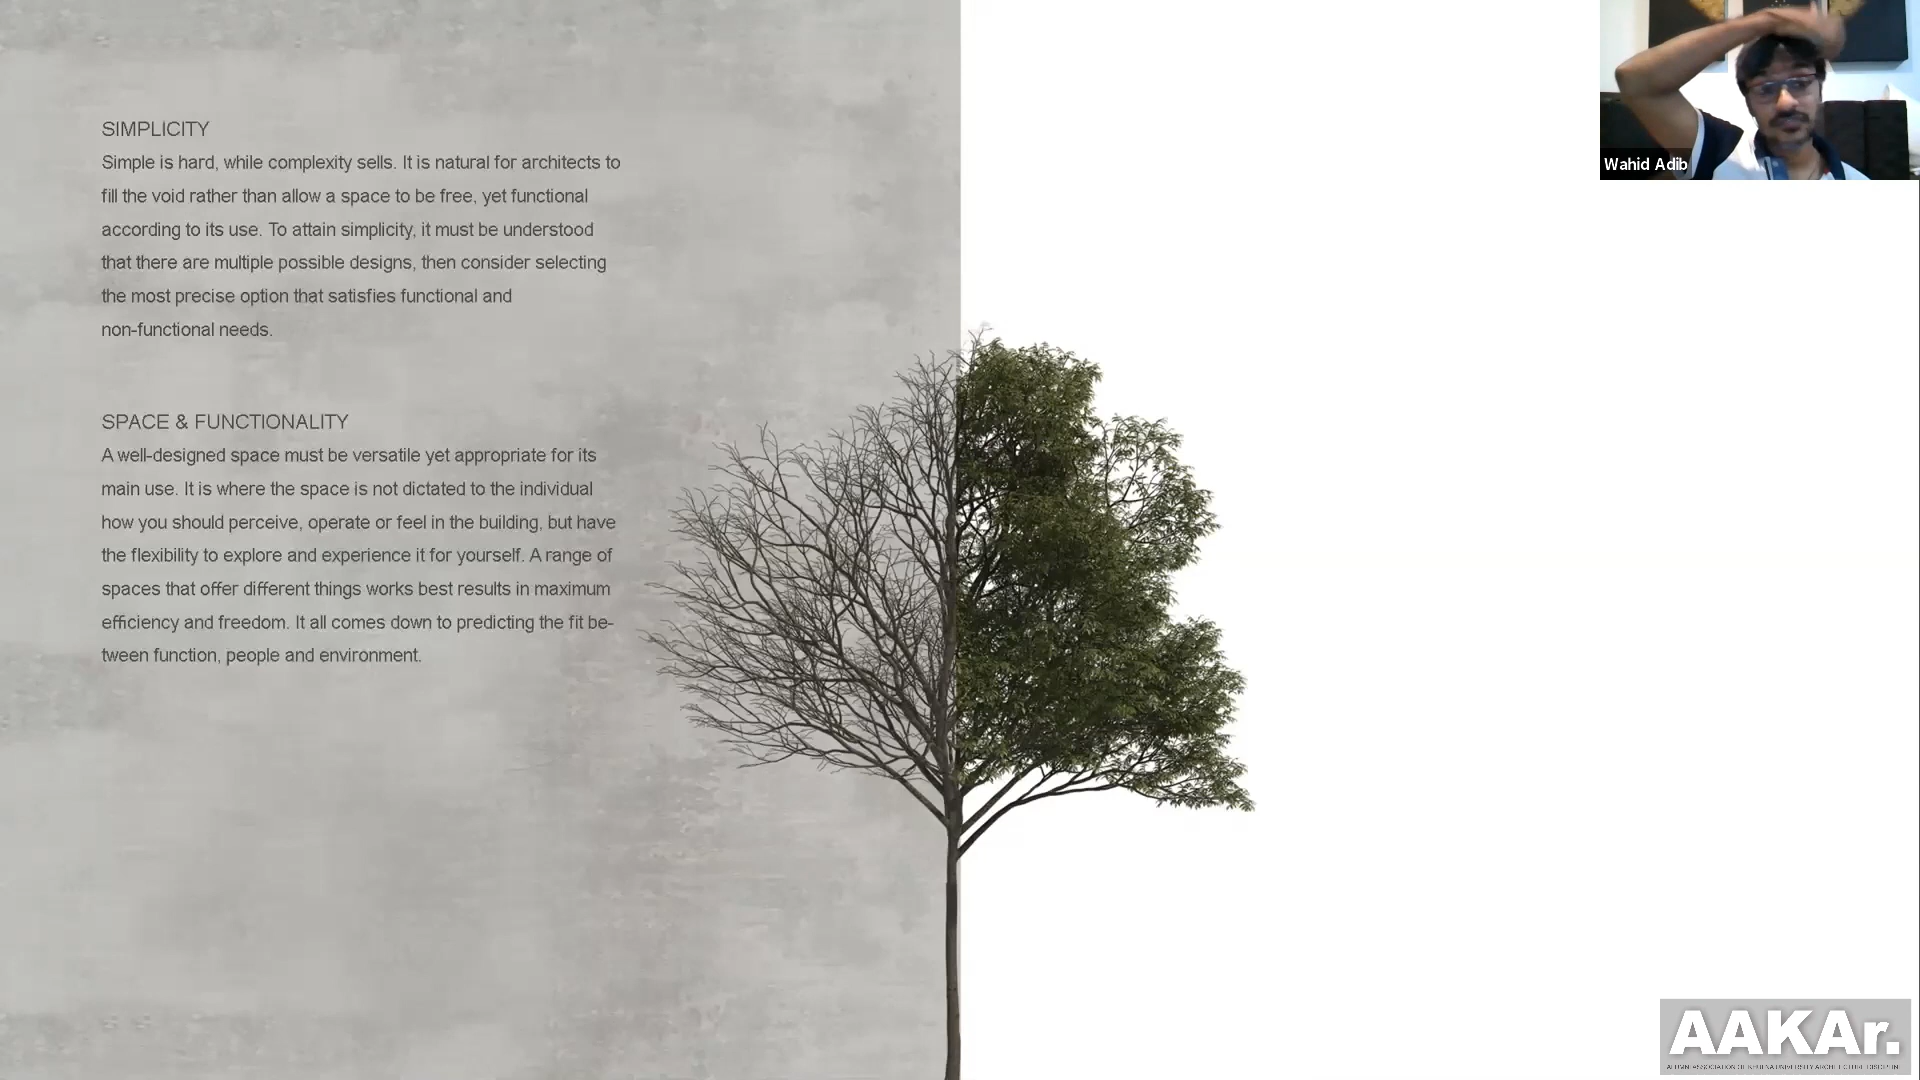 SIMPLICITY
Simple is hard, while complexity sells. It is natural for architects to
fill the void rather than allow a space to be free, yet functional
according to its use. To attain simplicity, it must be understood
that there are multiple possible designs, then consider selecting
the most precise option that satisfies functional and
non-functional needs.
SPACE & FUNCTIONALITY
A well-designed space must be versatile yet appropriate for its
main use. It is where the space is not dictated to the individual
how you should perceive, operate or feel in the building, but have
the flexibility to explore and experience it for yourself. A range of
spaces that offer different things works best results in maximum
efficiency and freedom. It all comes down to predicting the fit be-
tween function, people and environment.
Wahid Adib
AAKAr.
ALUMNI ASSOCIATION OF KHULNA UNIVERSITY ARCHITECTURE DISCIPLINE